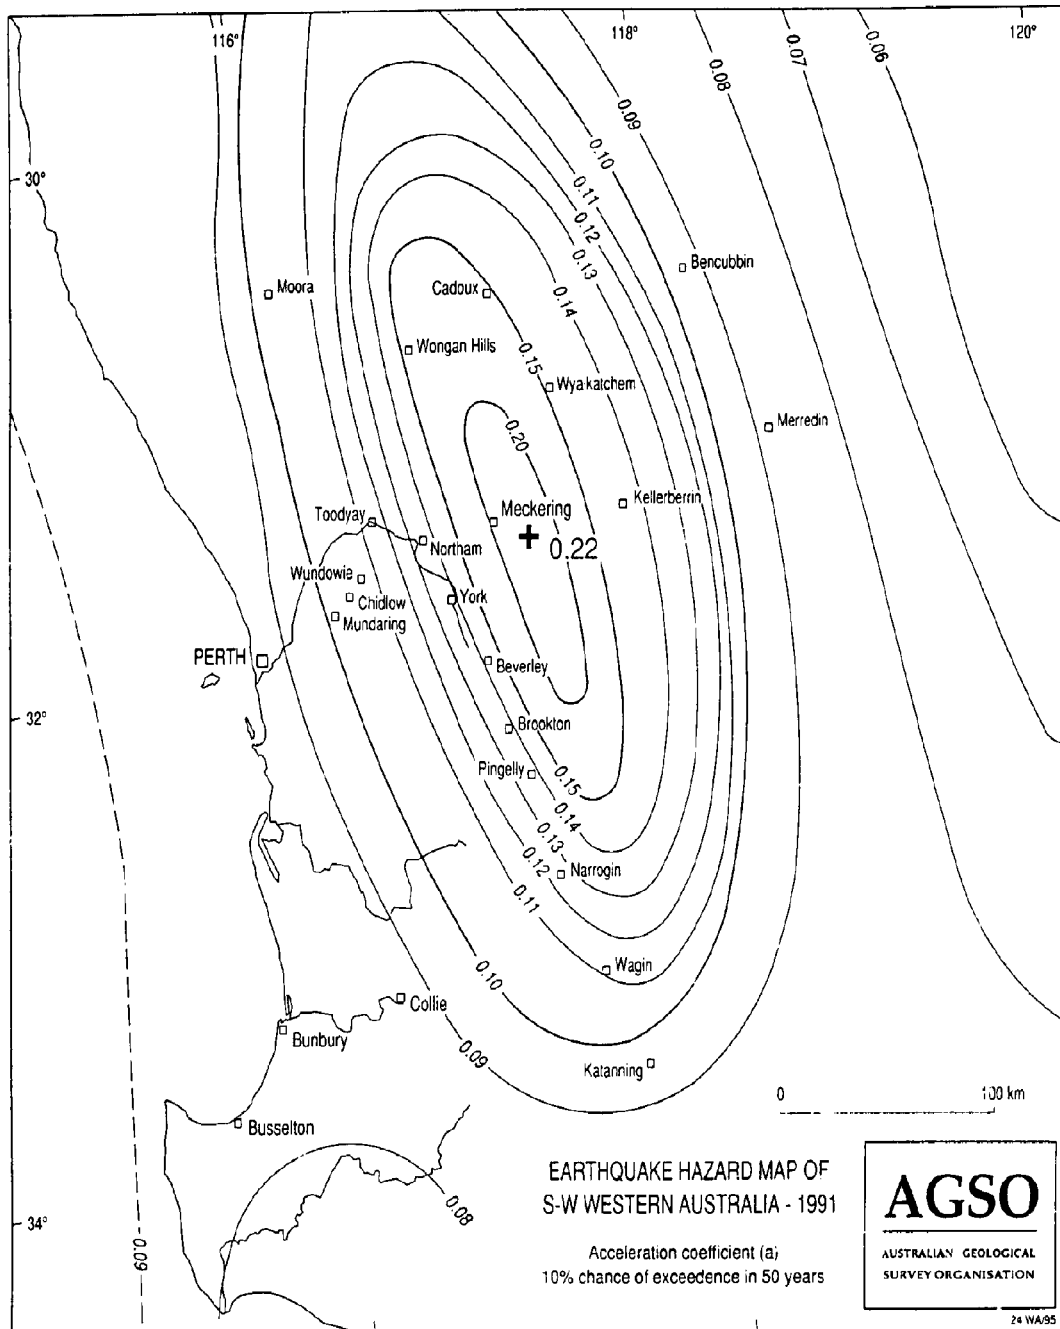 116°
118°
120°
0.06
0.07
0.08
0.09
0.10
0.11
0.12
0.13
0.14
0.15
0.20
30°
Bencubbin
Moora
Cadoux
Wongan Hills
Wyalkatchem
Merredin
Kellerberrin
Meckering
0.22
Toodyay
Northam
Wundowie
Chidlow
York
Mundaring
PERTH
Beverley
32°
Brookton
Pingelly
0.15
0.14
0.13
0.12
0.11
0.10
0.09
Narrogin
Wagin
Collie
Bunbury
Katanning
0 100 km
Busselton
0.08
34°
0.09
EARTHQUAKE HAZARD MAP OF
S-W WESTERN AUSTRALIA - 1991
Acceleration coefficient (a)
10% chance of exceedence in 50 years
AGSO
AUSTRALIAN GEOLOGICAL
SURVEY ORGANISATION
24 WA/95